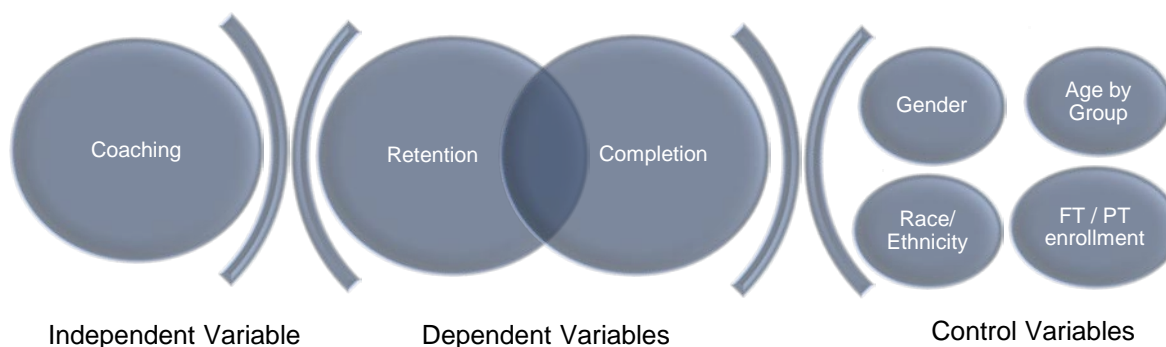 Coaching
Retention
Completion
Gender
Age by
Group
Race/
Ethnicity
FT / PT
enrollment
Independent Variable
Dependent Variables
Control Variables